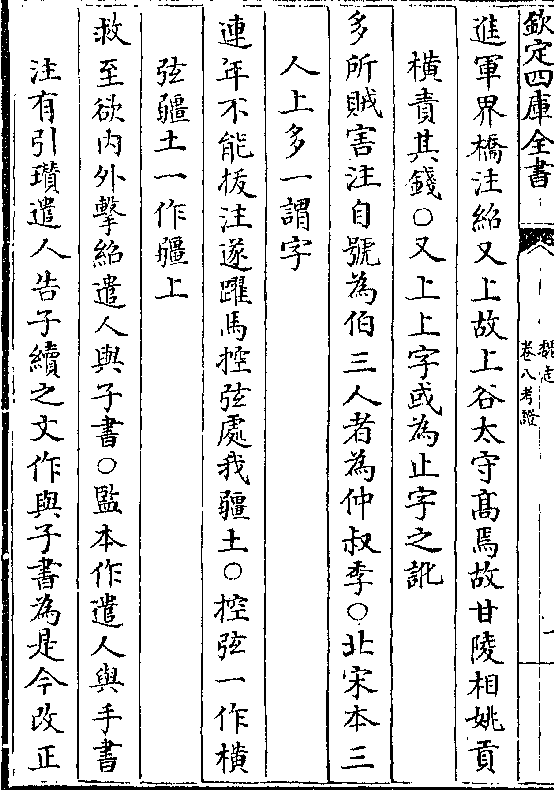 欽定四庫全書
魏志
卷八考證
進軍界橋注紹又上故上谷太守髙焉故甘陵相姚貢
橫責其錢○又上上字或為止字之訛
多所賊害注自號為伯三人者為仲叔季○北宋本三
人上多一謂字
連年不能抜注遂躍馬控弦處我疆土○控弦一作橫
弦疆土一作疆上
救至欲内外擊紹遣人與子書○監本作遣人與手書
注有引瓉遣人告子續之文作與子書為是今改正